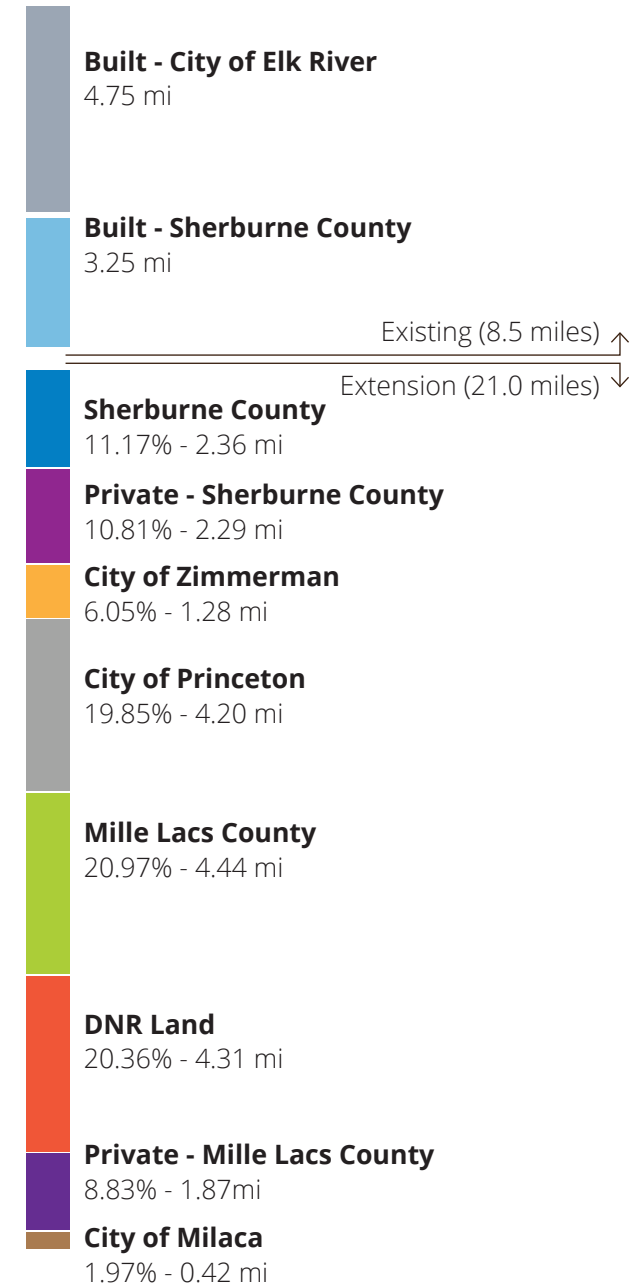 Built - City of Elk River
4.75 mi
Built - Sherburne County
3.25 mi
Existing (8.5 miles)
Extension (21.0 miles)
Sherburne County
11.17% - 2.36 mi
Private - Sherburne County
10.81% - 2.29 mi
City of Zimmerman
6.05% - 1.28 mi
City of Princeton
19.85% - 4.20 mi
Mille Lacs County
20.97% - 4.44 mi
DNR Land
20.36% - 4.31 mi
Private - Mille Lacs County
8.83% - 1.87mi
City of Milaca
1.97% - 0.42 mi